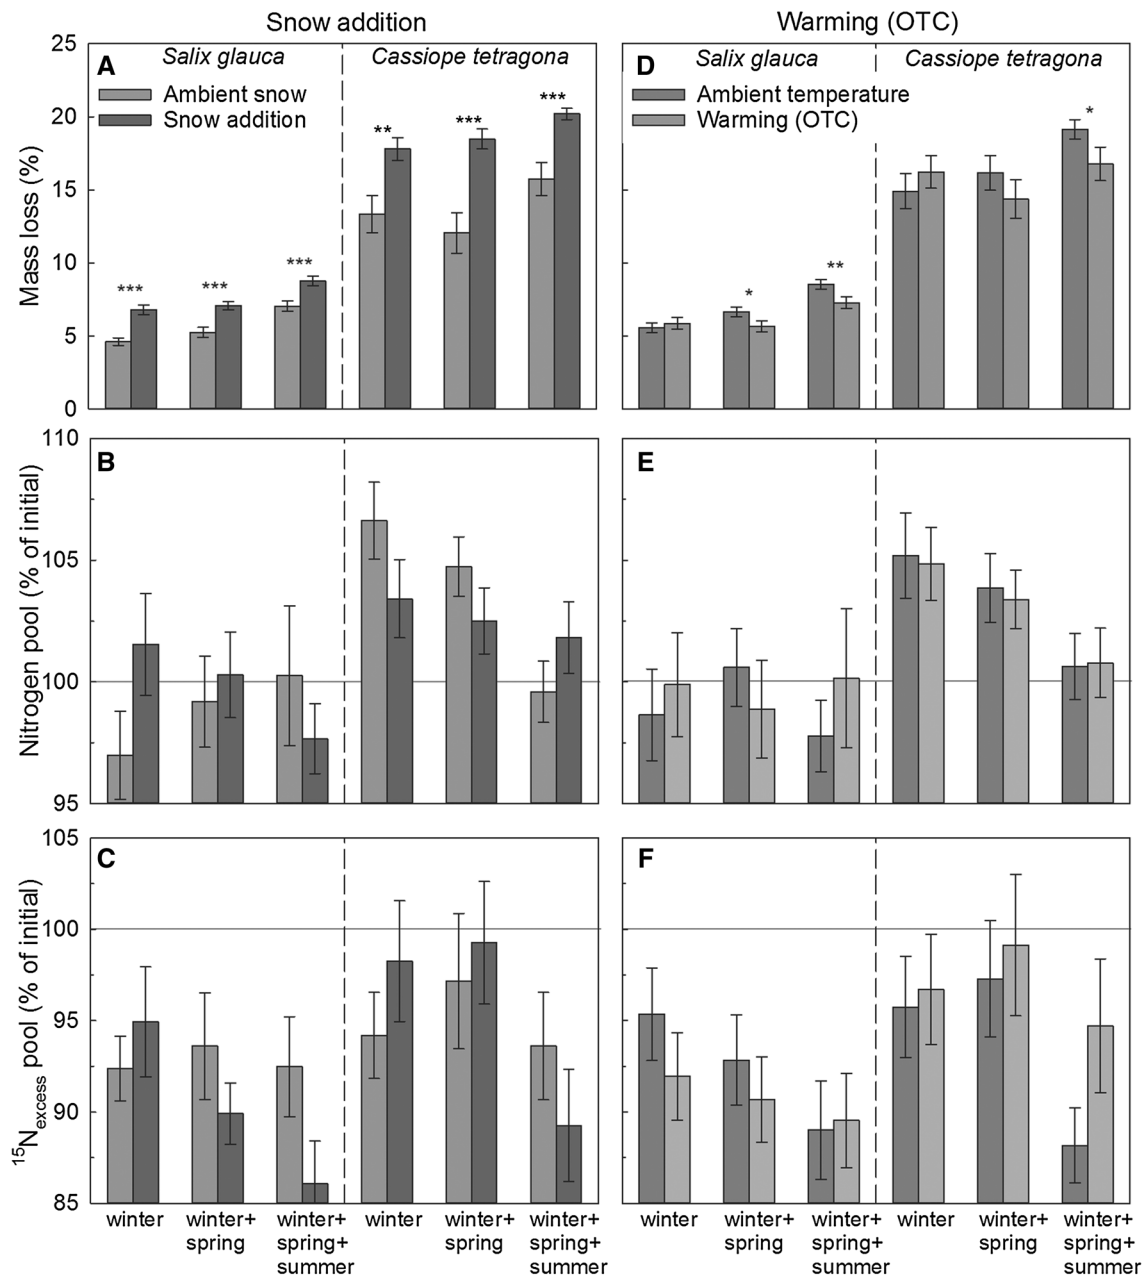 Snow addition
Warming (OTC)
A
Salix glauca
Cassiope tetragona
Ambient snow
Snow addition
Mass loss (%)
25
20
15
10
5
0
***
***
***
**
***
***
D
Salix glauca
Cassiope tetragona
Ambient temperature
Warming (OTC)
*
**
*
B
Nitrogen pool (% of initial)
110
105
100
95
E
C
15Nexcess pool (% of initial)
105
100
95
90
85
F
winter
winter+
spring
winter+
spring+
summer
winter
winter+
spring
winter+
spring+
summer
winter
winter+
spring
winter+
spring+
summer
winter
winter+
spring
winter+
spring+
summer